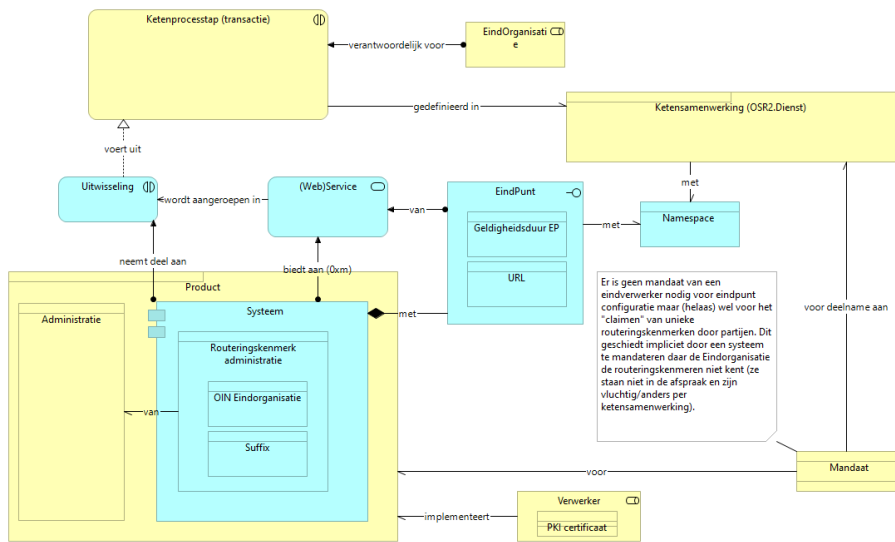 Ketenprocesstap (transactie)
EindOrganisati
e
verantwoordelijk voor
gedefinieerd in
Ketensamenwerking (OSR2.Dienst)
voert uit
met
Uitwisseling
(Web)Service
EindPunt
wordt aangeroepen in
van
Geldigheidsduur EP
met
Namespace
URL
neemt deel aan
biedt aan (0xm)
Product
Er is geen mandaat van een
eindverwerker nodig voor eindpunt
configuratie maar (helaas) wel voor het
"claimen" van unieke
routeringskenmerken door partijen. Dit
geschiedt impliciet door een systeem
te mandateren daar de Eindorganisatie
de routeringskenmeren niet kent (ze
staan niet in de afspraak en zijn
vluchtig/anders per
ketensamenwerking).
voor deelname aan
Administratie
Systeem
met
Routeringskenmerk
administratie
OIN Eindorganisatie
van
Suffix
voor
Mandaat
Verwerker
implementeert
PKI certificaat